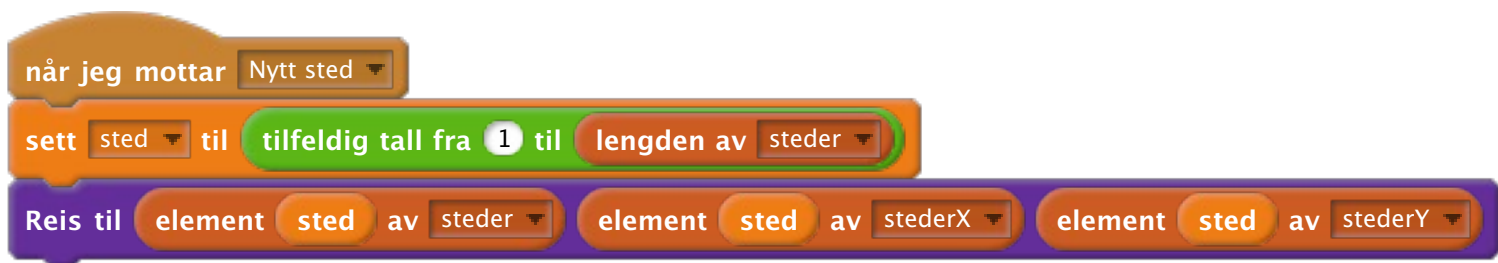 når jeg mottar Nytt sted
sett sted til tilfeldig tall fra 1 til lengden av steder
Reis til element sted av steder element sted av stederX element sted av stederY